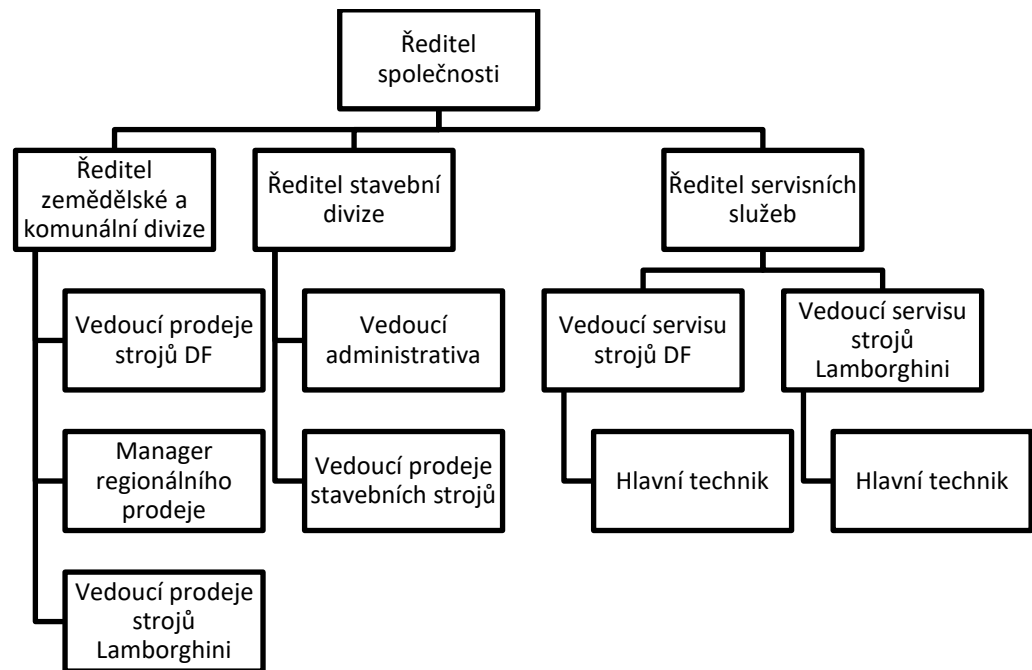 Ředitel
společnosti
Ředitel
zemědělské a
komunální divize
Ředitel stavební
divize
Ředitel servisních
služeb
Vedoucí prodeje
strojů DF
Vedoucí
administrativa
Vedoucí servisu
strojů DF
Vedoucí servisu
strojů
Lamborghini
Manager
regionálního
prodeje
Vedoucí prodeje
stavebních strojů
Hlavní technik
Hlavní technik
Vedoucí prodeje
strojů
Lamborghini